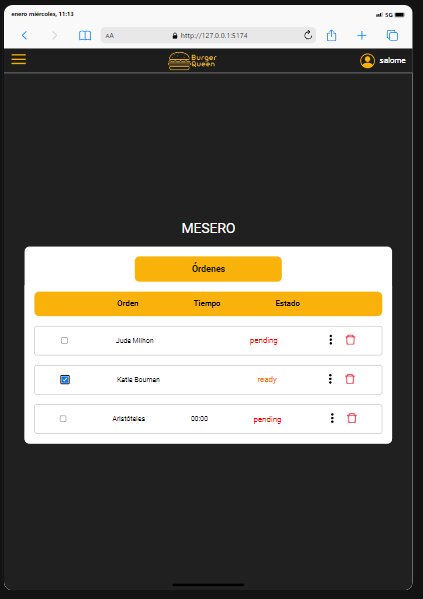 enero miércoles, 11:13
5G
AA
http://127.0.0.1:5174
Burger
Queen
salome
MESERO
Órdenes
Orden Tiempo Estado
Jude Milhon pending
Katie Bouman ready
Aristóteles 00:00 pending